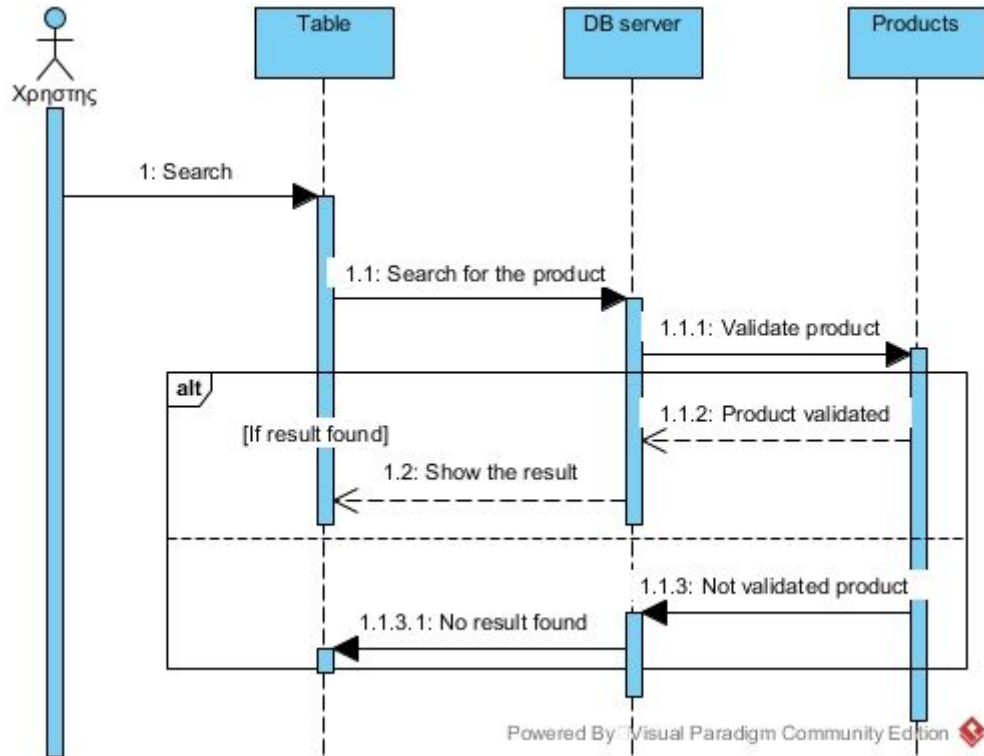 Table
DB server
Products
Χρηστης
1: Search
1.1: Search for the product
1.1.1: Validate product
alt
1.1.2: Product validated
[If result found]
1.2: Show the result
1.1.3: Not validated product
1.1.3.1: No result found
Powered By Visual Paradigm Community Edition